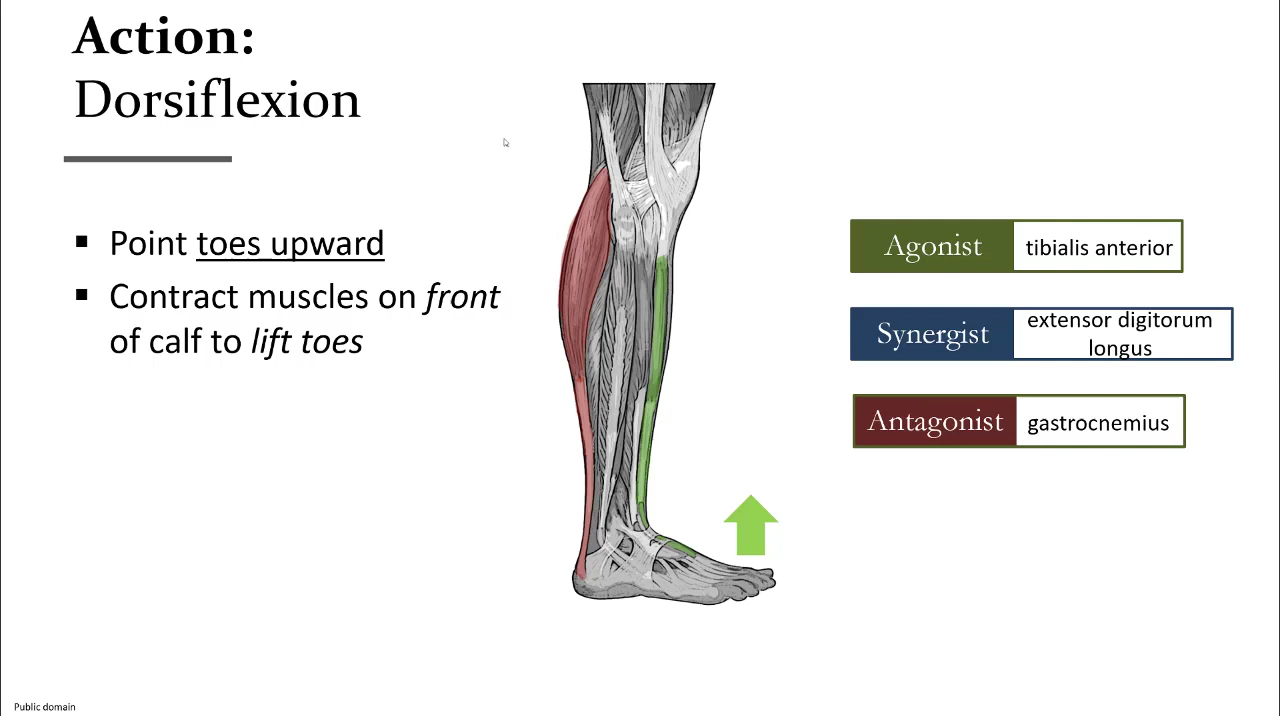 Action:
Dorsiflexion
▪ Point toes upward
▪ Contract muscles on front
of calf to lift toes
Agonist tibialis anterior
Synergist extensor digitorum
longus
Antagonist gastrocnemius
Public domain